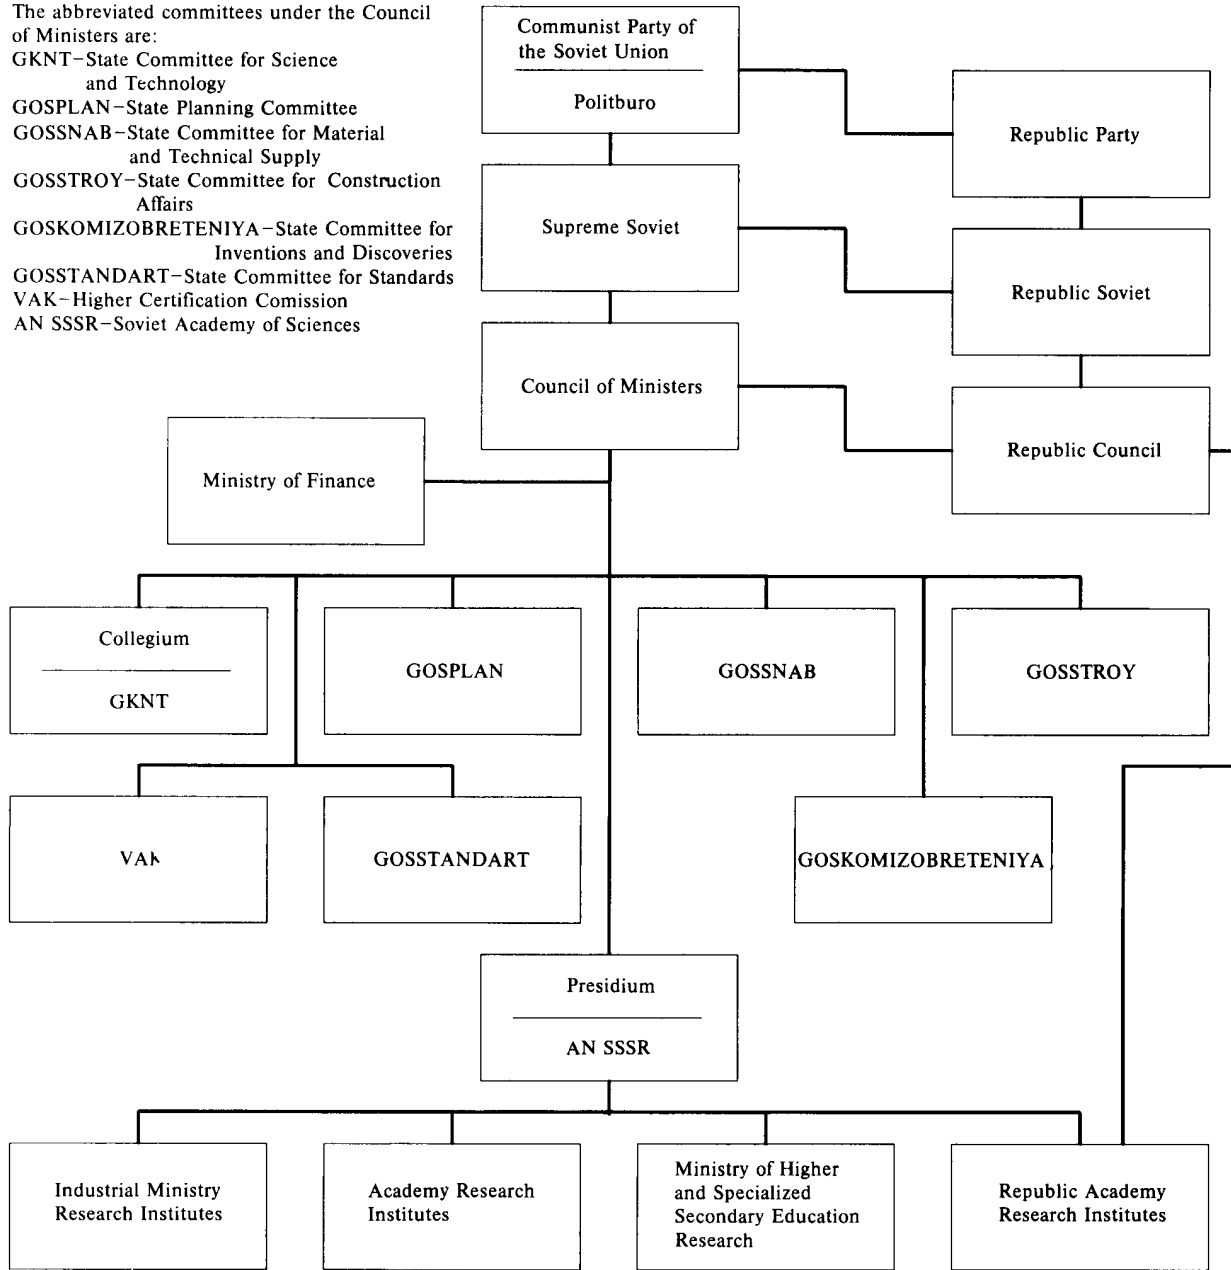 The abbreviated committees under the Council
of Ministers are:
GKNT–State Committee for Science
and Technology
GOSPLAN–State Planning Committee
GOSSNAB–State Committee for Material
and Technical Supply
GOSSTROY–State Committee for Construction
Affairs
GOSKOMIZOBRETENIYA–State Committee for
Inventions and Discoveries
GOSSTANDART–State Committee for Standards
VAK–Higher Certification Comission
AN SSSR–Soviet Academy of Sciences
Communist Party of
the Soviet Union
Politburo
Republic Party
Supreme Soviet
Republic Soviet
Council of Ministers
Republic Council
Ministry of Finance
Collegium
GKNT
GOSPLAN
GOSSNAB
GOSSTROY
VAK
GOSSTANDART
GOSKOMIZOBRETENIYA
Presidium
AN SSSR
Industrial Ministry
Research Institutes
Academy Research
Institutes
Ministry of Higher
and Specialized
Secondary Education
Research
Republic Academy
Research Institutes